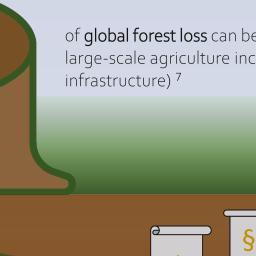 of global forest loss can be
large-scale agriculture inc
infrastructure) ⁷
§